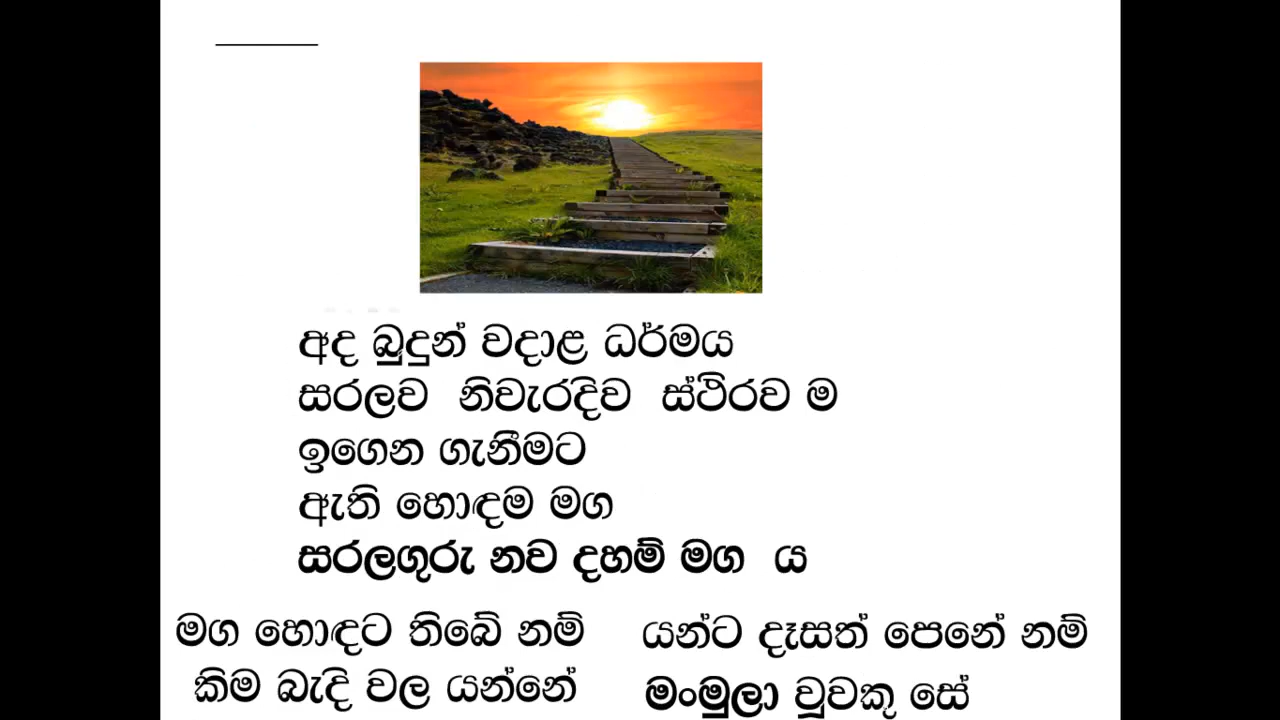 අද බුදුන් වදාළ ධර්මය
සරලව නිවැරදිව ස්ථිරව ම
ඉගෙන ගැනීමට
ඇති හොඳම මග
සරලගුරු නව දහම් මග ය
මග හොඳට තිබේ නම්
කිම බැදි වල යන්නේ
යන්ට දෑසත් පෙනේ නම්
මංමුලා වූවකු සේ